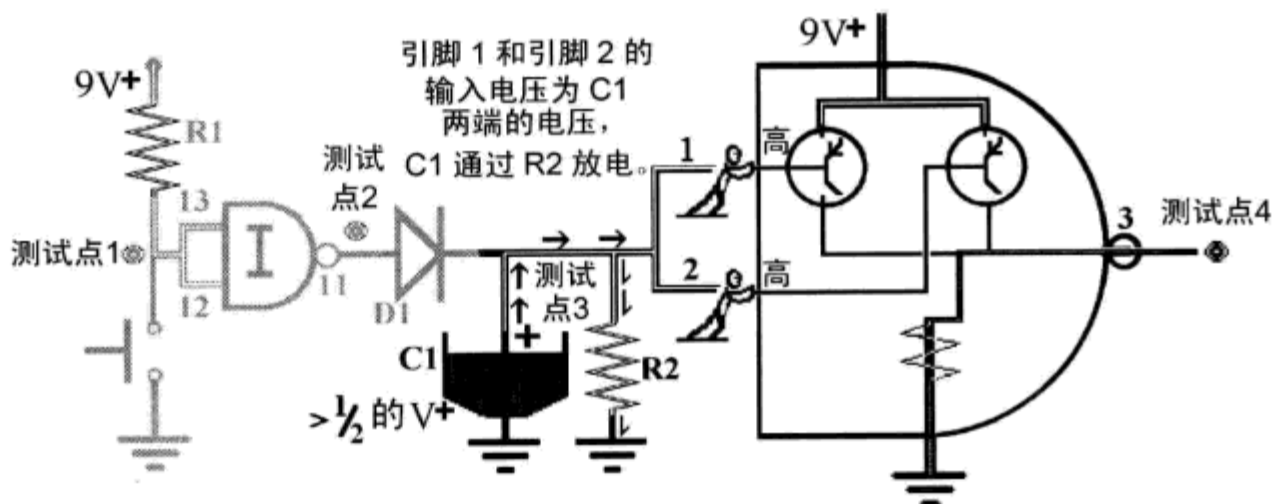 9V+
R1
测试点1
13
12
I
11
测试
点2
D1
引脚 1 和引脚 2 的
输入电压为 C1
两端的电压，
C1 通过 R2 放电。
测试
点3
+
C1
>1/2 的 V+
R2
1
2
高
高
9V+
3
测试点4